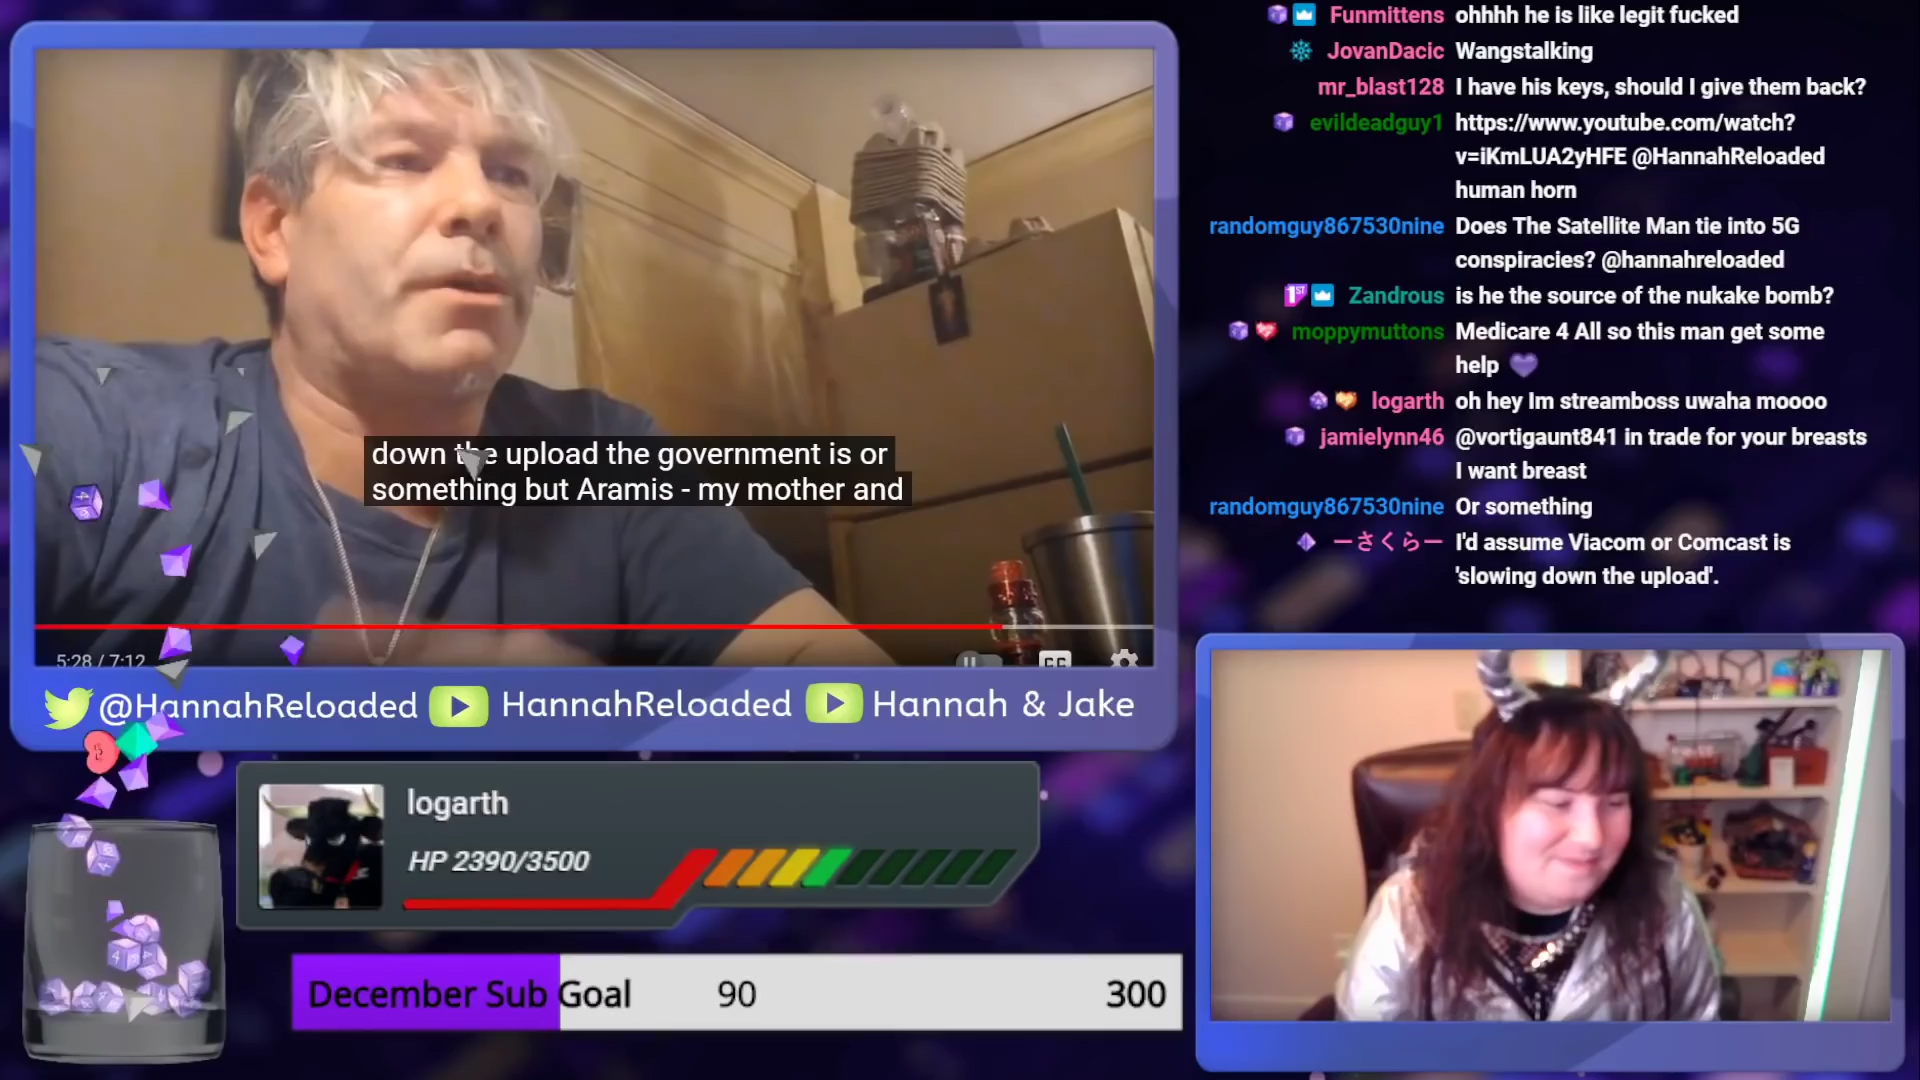 Funmittens ohhhh he is like legit fucked
JovanDacic Wangstalking
mr_blast128 I have his keys, should I give them back?
evildeadguy1 https://www.youtube.com/watch?
v=iKmLUA2yHFE @HannahReloaded
human horn
randomguy867530nine Does The Satellite Man tie into 5G
conspiracies? @hannahreloaded
Zandrous is he the source of the nukake bomb?
moppymuttons Medicare 4 All so this man get some
help
logarth oh hey Im streamboss uwaha moooo
jamielynn46 @vortigaunt841 in trade for your breasts
I want breast
randomguy867530nine Or something
ーさくらー I'd assume Viacom or Comcast is
'slowing down the upload'.
down the upload the government is or
something but Aramis - my mother and
5:28 / 7:12
@HannahReloaded HannahReloaded Hannah & Jake
logarth
HP 2390/3500
December Sub Goal 90 300